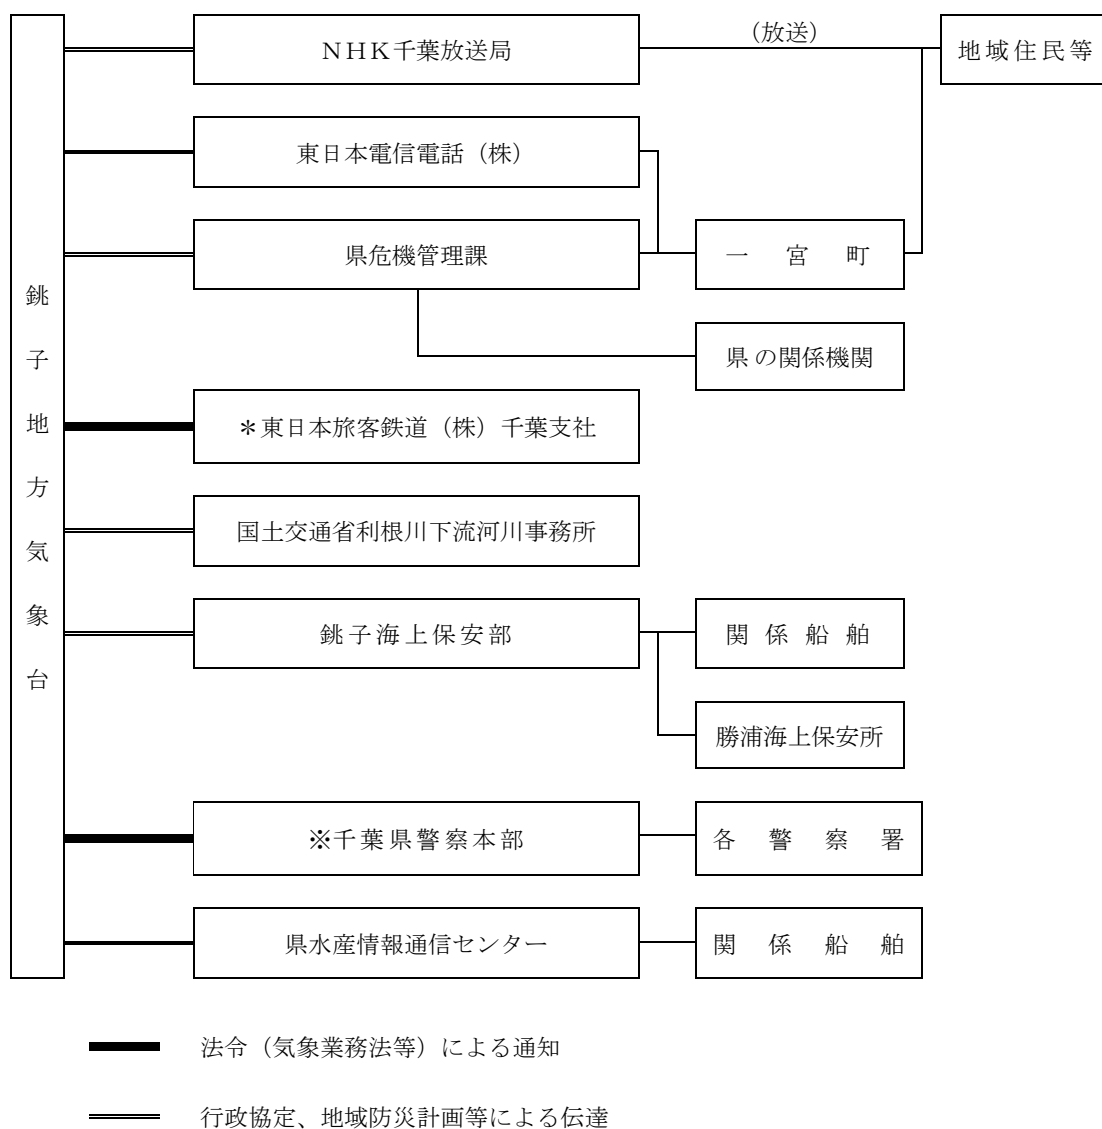 ＮＨＫ千葉放送局
（放送）
地域住民等
東日本電信電話（株）
県危機管理課
一宮町
県の関係機関
銚子地方気象台
＊東日本旅客鉄道（株）千葉支社
国土交通省利根川下流河川事務所
銚子海上保安部
関係船舶
勝浦海上保安所
※千葉県警察本部
各警察署
県水産情報通信センター
関係船舶
法令（気象業務法等）による通知
行政協定、地域防災計画等による伝達